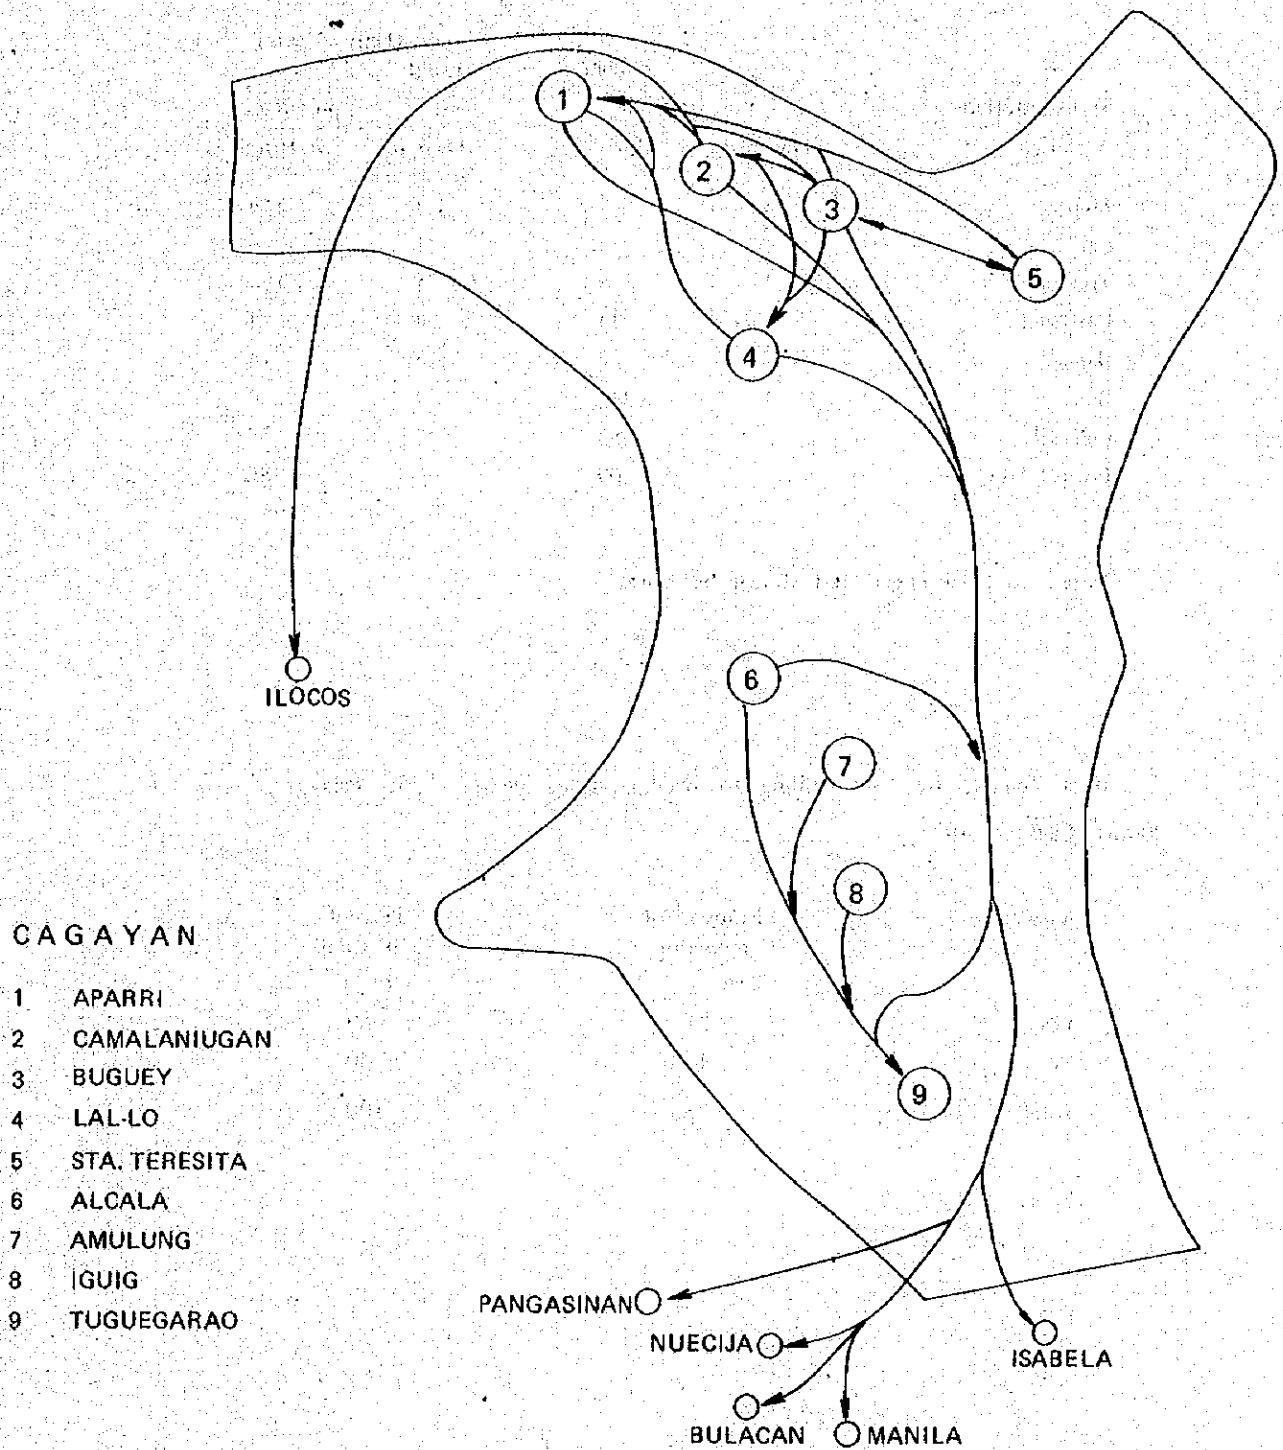 1
2
3
5
4
6
7
8
9
ILOCOS
CAGAYAN
1 APARRI
2 CAMALANIUGAN
3 BUGUEY
4 LAL-LO
5 STA. TERESITA
6 ALCALA
7 AMULUNG
8 IGUIG
9 TUGUEGARAO
PANGASINAN
NUECIJA
ISABELA
BULACAN
MANILA